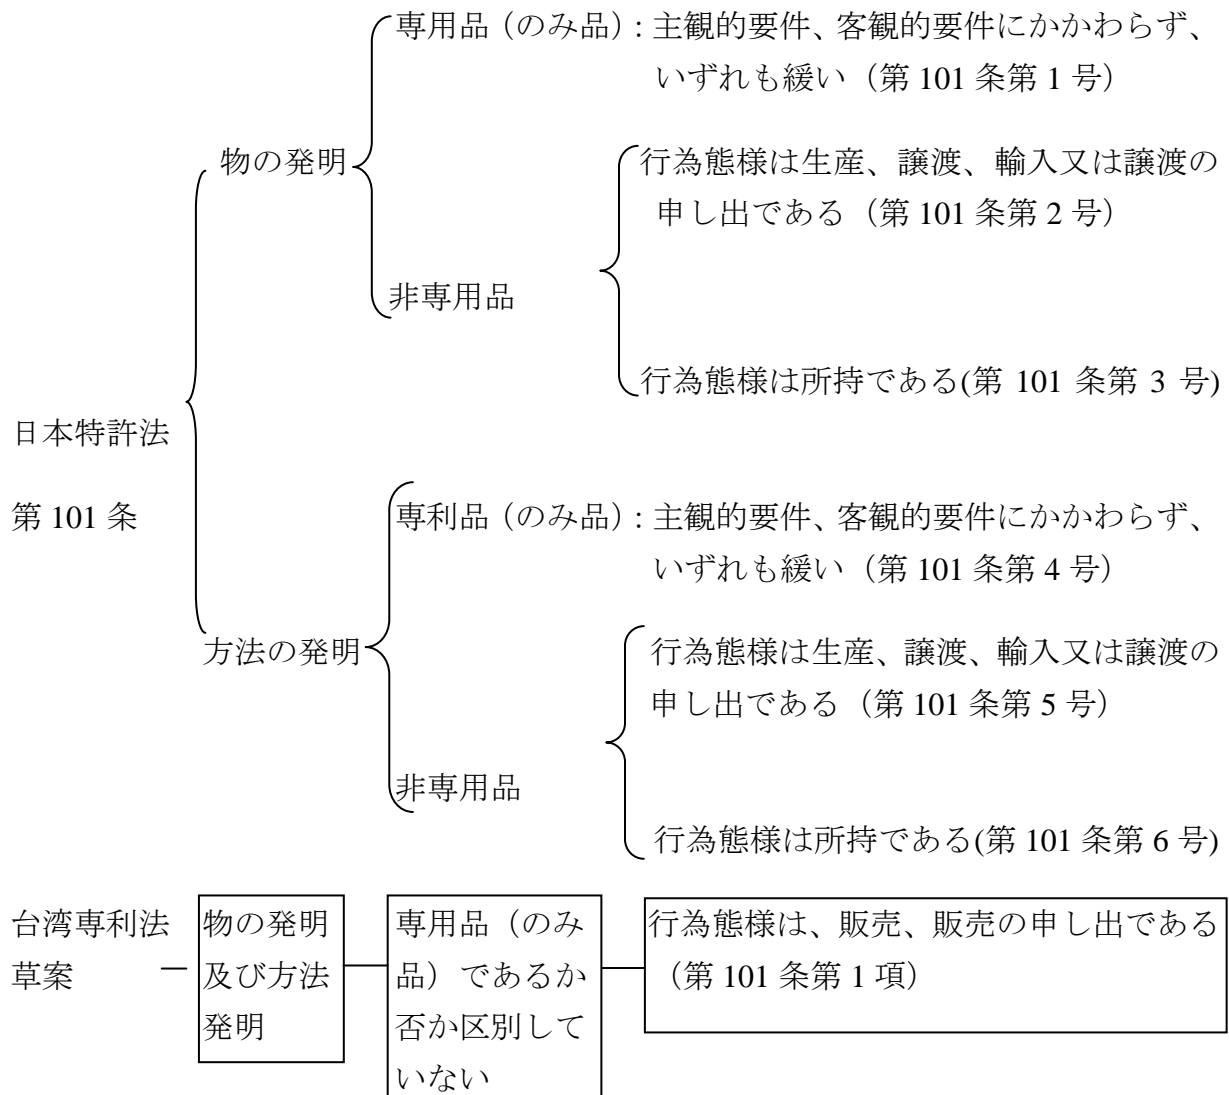 専用品（のみ品）：主観的要件、客観的要件にかかわらず、
いずれも緩い（第 101 条第 1 号）
物の発明
行為態様は生産、譲渡、輸入又は譲渡の
申し出である（第 101 条第 2 号）
非専用品
行為態様は所持である(第 101 条第 3 号)
日本特許法
第 101 条
専利品（のみ品）：主観的要件、客観的要件にかかわらず、
いずれも緩い（第 101 条第 4 号）
方法の発明
行為態様は生産、譲渡、輸入又は譲渡の
申し出である（第 101 条第 5 号）
非専用品
行為態様は所持である(第 101 条第 6 号)
台湾専利法
草案
物の発明
及び方法
発明
専用品（のみ
品）であるか
否か区別して
いない
行為態様は、販売、販売の申し出である
（第 101 条第 1 項）